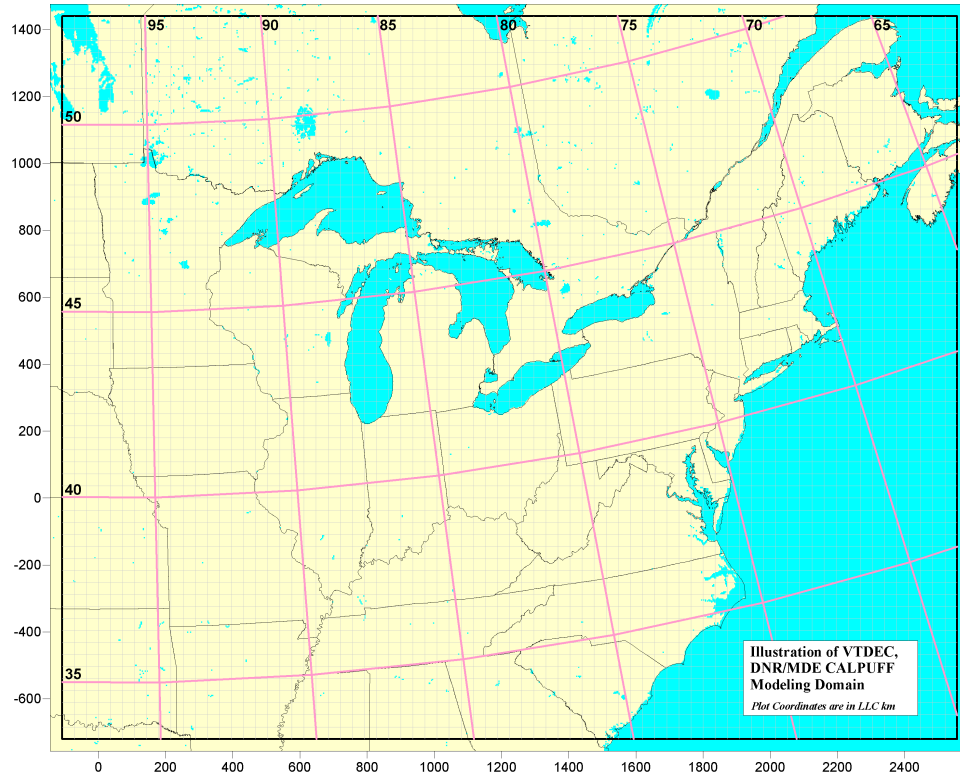 95 90 85 80 75 70 65
1400
1200
50
1000
800
600
45
400
200
40
0
-200
-400
Illustration of VTDEC,
DNR/MDE CALPUFF
Modeling Domain
Plot Coordinates are in LLC km
35
-600
0 200 400 600 800 1000 1200 1400 1600 1800 2000 2200 2400